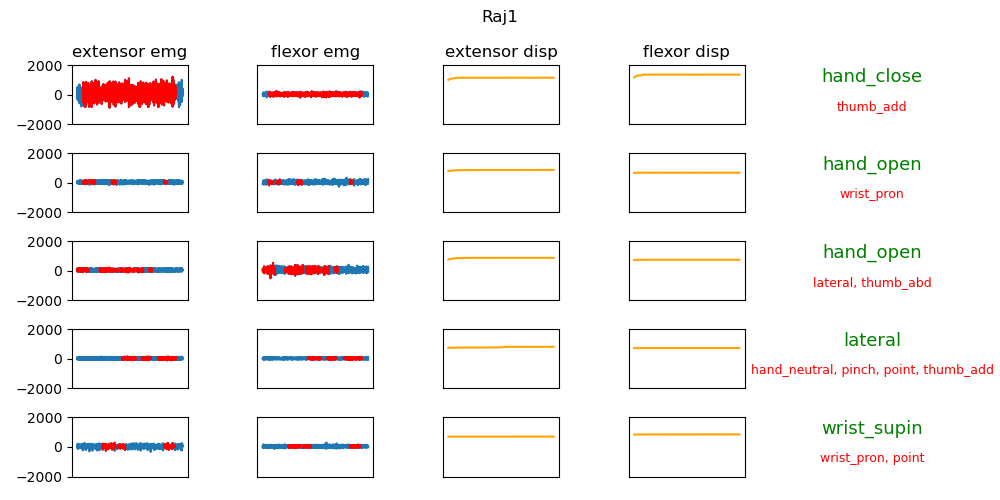 Raj1
extensor emg flexor emg extensor disp flexor disp
2000
0
−2000
hand_close
thumb_add
2000
0
−2000
hand_open
wrist_pron
2000
0
−2000
hand_open
lateral, thumb_abd
2000
0
−2000
lateral
hand_neutral, pinch, point, thumb_add
2000
0
−2000
wrist_supin
wrist_pron, point